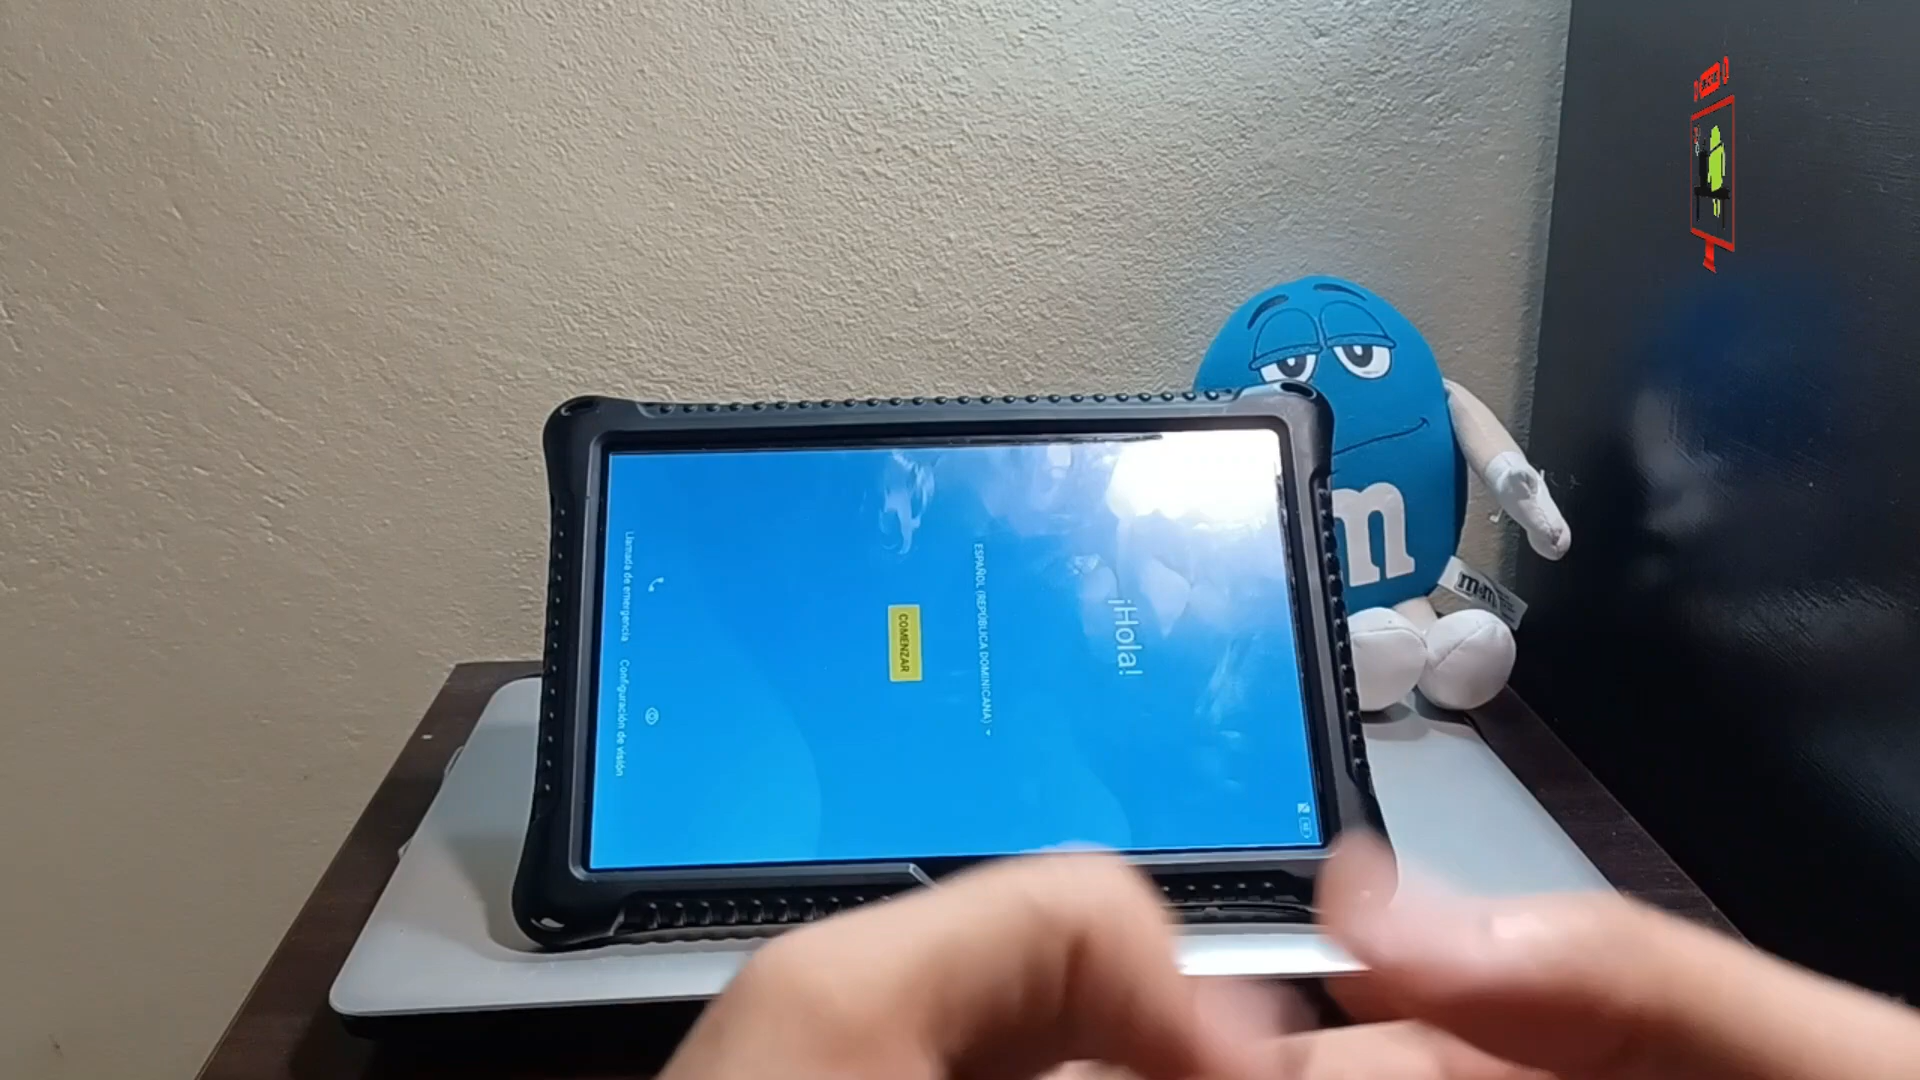 ¡Hola!
ESPAÑOL (REPÚBLICA DOMINICANA)
COMENZAR
Llamada de emergencia
Configuración de visión
m
m&m's